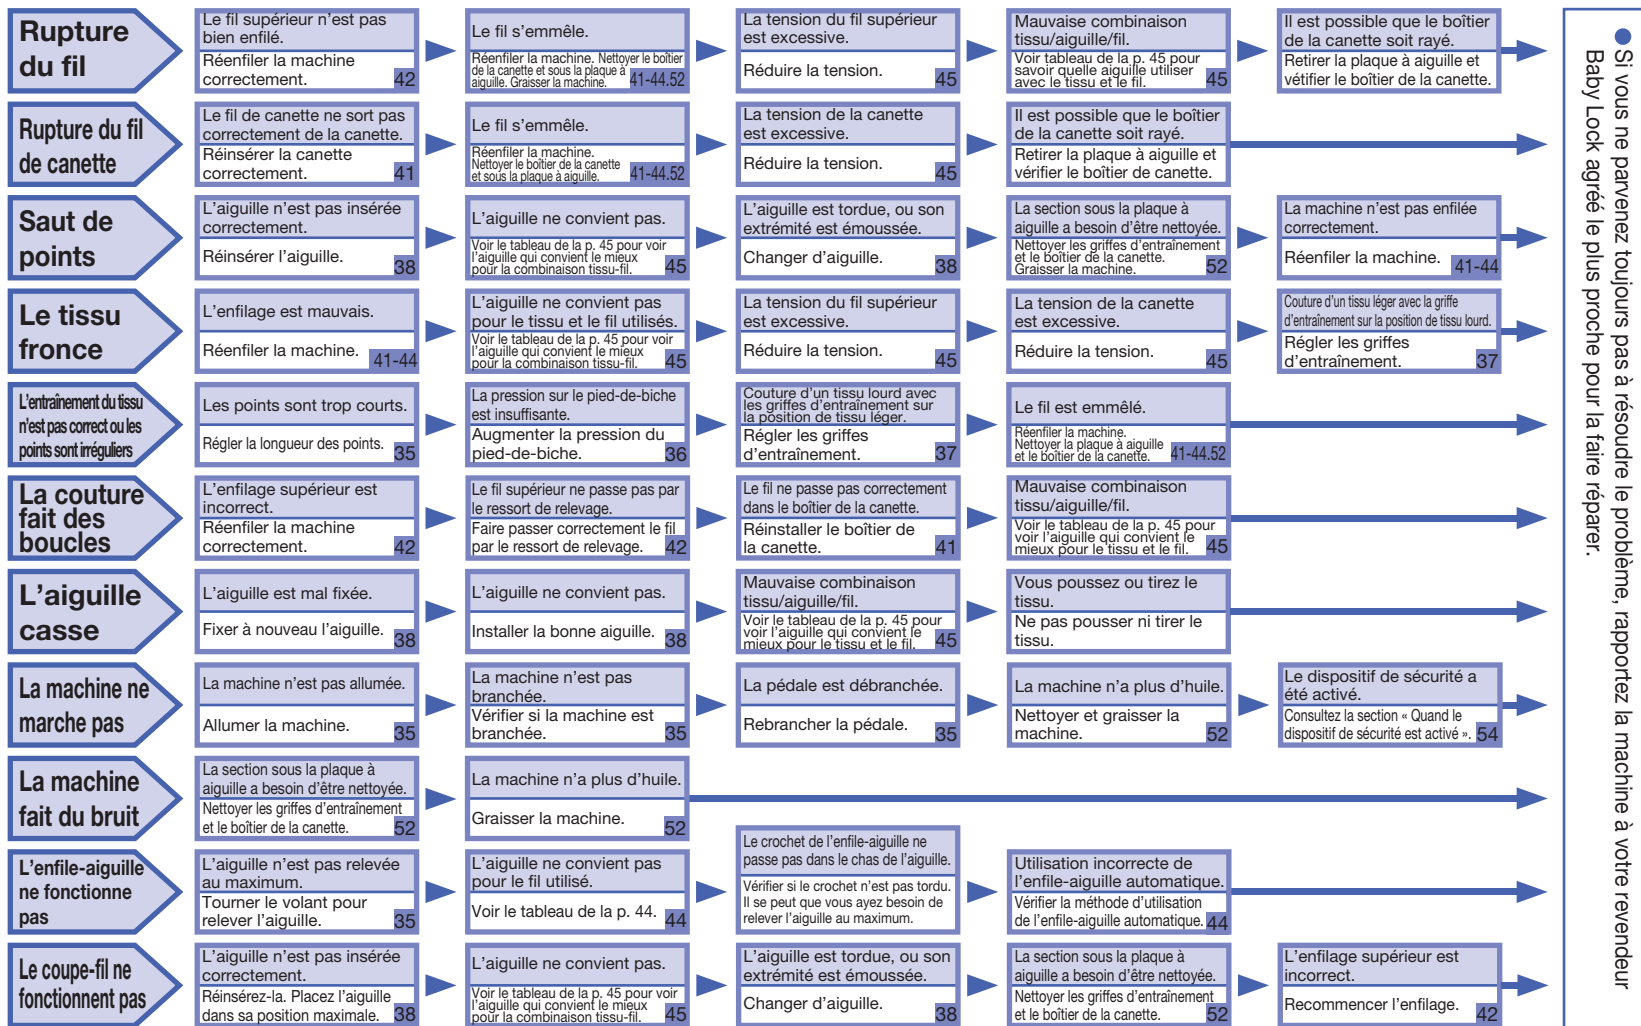 Rupture
du fil
Le fil supérieur n'est pas
bien enfilé.
Réenfiler la machine
correctement.
42
Le fil s'emmêle.
Réenfiler la machine. Nettoyer le boîtier
de la canette et sous la plaque à
aiguille. Graisser la machine.
41-44.52
La tension du fil supérieur
est excessive.
Réduire la tension.
45
Mauvaise combinaison
tissu/aiguille/fil.
Voir tableau de la p. 45 pour
savoir quelle aiguille utiliser
avec le tissu et le fil.
45
Il est possible que le boîtier
de la canette soit rayé.
Retirer la plaque à aiguille et
vétifier le boîtier de la canette.
Rupture du fil
de canette
Le fil de canette ne sort pas
correctement de la canette.
Réinsérer la canette
correctement.
41
Le fil s'emmêle.
Réenfiler la machine.
Nettoyer le boîtier de la canette
et sous la plaque à aiguille.
41-44.52
La tension de la canette
est excessive.
Réduire la tension.
45
Il est possible que le boîtier
de la canette soit rayé.
Retirer la plaque à aiguille et
vérifier le boîtier de canette.
Saut de
points
L'aiguille n'est pas insérée
correctement.
Réinsérer l'aiguille.
38
L'aiguille ne convient pas.
Voir le tableau de la p. 45 pour voir
l'aiguille qui convient le mieux
pour la combinaison tissu-fil.
45
L'aiguille est tordue, ou son
extrémité est émoussée.
Changer d'aiguille.
38
La section sous la plaque à
aiguille a besoin d'être nettoyée.
Nettoyer les griffes d'entraînement
et le boîtier de la canette.
Graisser la machine.
52
La machine n'est pas enfilée
correctement.
Réenfiler la machine.
41-44
Le tissu
fronce
L'enfilage est mauvais.
Réenfiler la machine.
41-44
L'aiguille ne convient pas
pour le tissu et le fil utilisés.
Voir le tableau de la p. 45 pour voir
l'aiguille qui convient le mieux
pour la combinaison tissu-fil.
45
La tension du fil supérieur
est excessive.
Réduire la tension.
45
La tension de la canette
est excessive.
Réduire la tension.
45
Couture d'un tissu léger avec la griffe
d'entraînement sur la position de tissu lourd.
Régler les griffes
d'entraînement.
37
L'entraînement du tissu
n'est pas correct ou les
points sont irréguliers
Les points sont trop courts.
Régler la longueur des points.
35
La pression sur le pied-de-biche
est insuffisante.
Augmenter la pression du
pied-de-biche.
36
Couture d'un tissu lourd avec
les griffes d'entraînement sur
la position de tissu léger.
Régler les griffes
d'entraînement.
37
Le fil est emmêlé.
Réenfiler la machine.
Nettoyer la plaque à aiguille
et le boîtier de la canette.
41-44.52
La couture
fait des
boucles
L'enfilage supérieur est
incorrect.
Réenfiler la machine
correctement.
42
Le fil supérieur ne passe pas par
le ressort de relevage.
Faire passer correctement le fil
par le ressort de relevage.
42
Le fil ne passe pas correctement
dans le boîtier de la canette.
Réinstaller le boîtier de
la canette.
41
Mauvaise combinaison
tissu/aiguille/fil.
Voir le tableau de la p. 45 pour
voir l'aiguille qui convient le
mieux pour le tissu et le fil.
45
L'aiguille
casse
L'aiguille est mal fixée.
Fixer à nouveau l'aiguille.
38
L'aiguille ne convient pas.
Installer la bonne aiguille.
38
Mauvaise combinaison
tissu/aiguille/fil.
Voir le tableau de la p. 45 pour
voir l'aiguille qui convient le
mieux pour le tissu et le fil.
45
Vous poussez ou tirez le
tissu.
Ne pas pousser ni tirer le
tissu.
La machine ne
marche pas
La machine n'est pas allumée.
Allumer la machine.
35
La machine n'est pas
branchée.
Vérifier si la machine est
branchée.
35
La pédale est débranchée.
Rebrancher la pédale.
35
La machine n'a plus d'huile.
Nettoyer et graisser la
machine.
52
Le dispositif de sécurité a
été activé.
Consultez la section « Quand le
dispositif de sécurité est activé ».
54
La machine
fait du bruit
La section sous la plaque à
aiguille a besoin d'être nettoyée.
Nettoyer les griffes d'entraînement
et le boîtier de la canette.
52
La machine n'a plus d'huile.
Graisser la machine.
52
L'enfile-aiguille
ne fonctionne
pas
L'aiguille n'est pas relevée
au maximum.
Tourner le volant pour
relever l'aiguille.
35
L'aiguille ne convient pas
pour le fil utilisé.
Voir le tableau de la p. 44.
44
Le crochet de l'enfile-aiguille ne
passe pas dans le chas de l'aiguille.
Vérifier si le crochet n'est pas tordu.
Il se peut que vous ayez besoin de
relever l'aiguille au maximum.
Utilisation incorrecte de
l'enfile-aiguille automatique.
Vérifier la méthode d'utilisation
de l'enfile-aiguille automatique.
44
Le coupe-fil ne
fonctionnent pas
L'aiguille n'est pas insérée
correctement.
Réinsérez-la. Placez l'aiguille
dans sa position maximale.
38
L'aiguille ne convient pas.
Voir le tableau de la p. 45 pour voir
l'aiguille qui convient le mieux
pour la combinaison tissu-fil.
45
L'aiguille est tordue, ou son
extrémité est émoussée.
Changer d'aiguille.
38
La section sous la plaque à
aiguille a besoin d'être nettoyée.
Nettoyer les griffes d'entraînement
et le boîtier de la canette.
52
L'enfilage supérieur est
incorrect.
Recommencer l'enfilage.
42
● Si vous ne parvenez toujours pas à résoudre le problème, rapportez la machine à votre revendeur
Baby Lock agréé le plus proche pour la faire réparer.